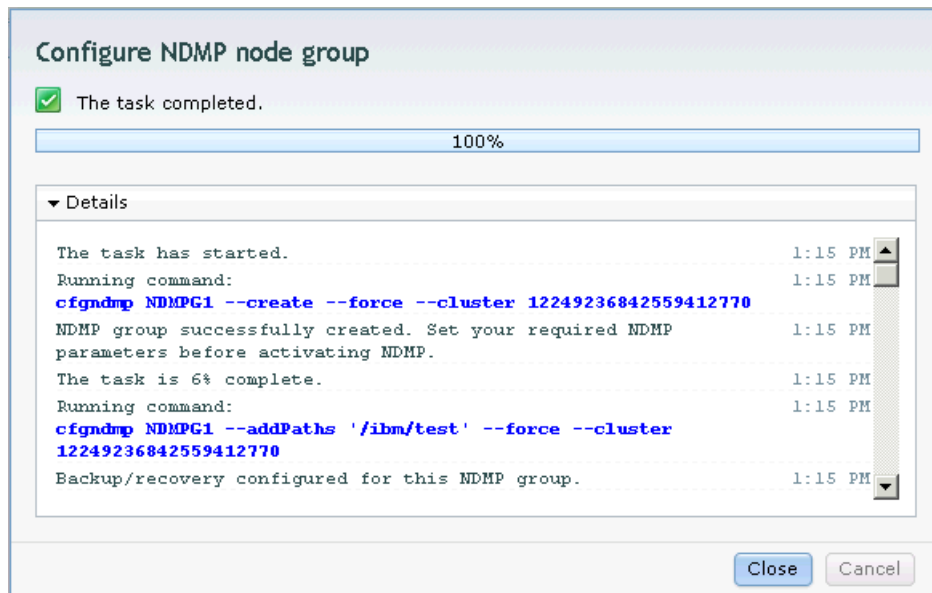 Configure NDMP node group
The task completed.
100%
Details
The task has started. 1:15 PM
Running command: 1:15 PM
cfgndmp NDMPG1 --create --force --cluster 12249236842559412770
NDMP group successfully created. Set your required NDMP 1:15 PM
parameters before activating NDMP.
The task is 6% complete. 1:15 PM
Running command: 1:15 PM
cfgndmp NDMPG1 --addPaths '/ibm/test' --force --cluster
12249236842559412770
Backup/recovery configured for this NDMP group. 1:15 PM
Close Cancel